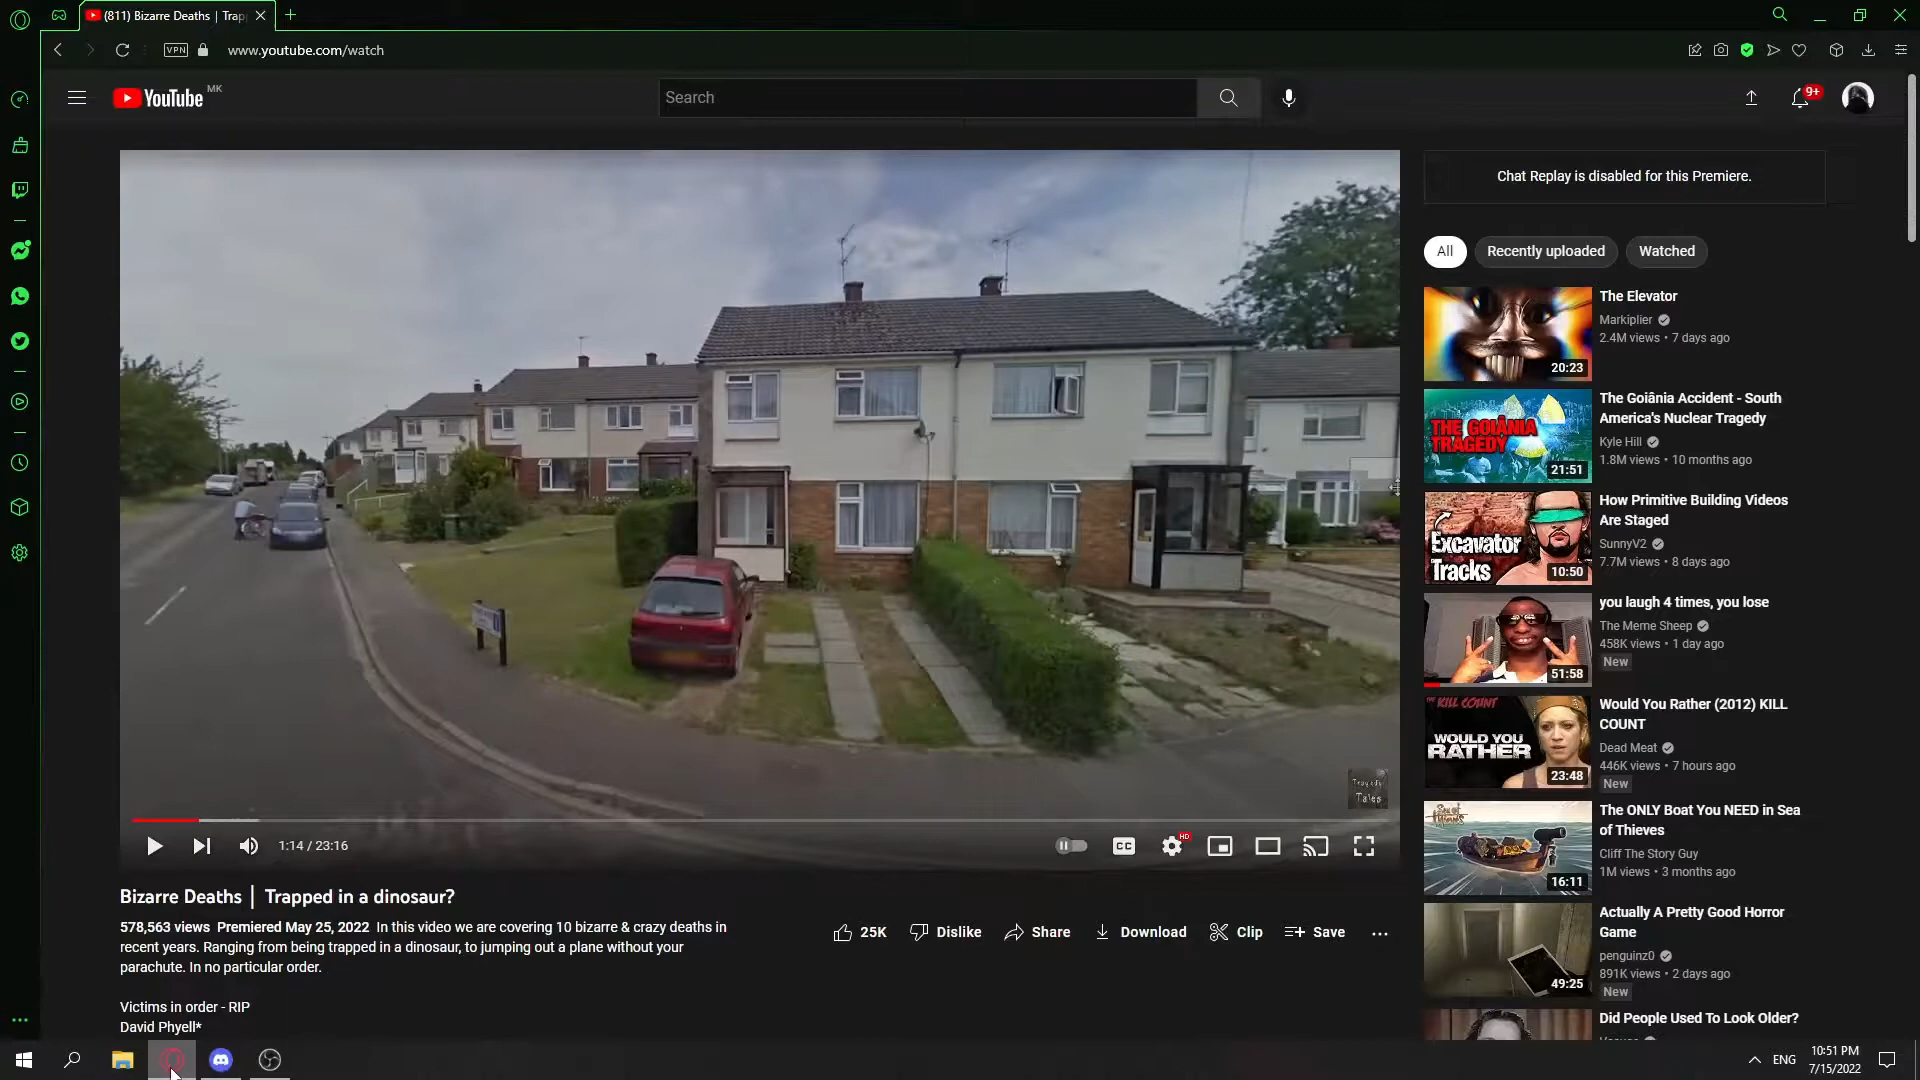 (811) Bizarre Deaths | Trap
VPN
www.youtube.com/watch
YouTube MK
Search
9+
Chat Replay is disabled for this Premiere.
All
Recently uploaded
Watched
The Elevator
Markiplier
2.4M views • 7 days ago
20:23
The Goiânia Accident - South
America's Nuclear Tragedy
Kyle Hill
1.8M views • 10 months ago
THE GOIÂNIA
TRAGEDY
21:51
How Primitive Building Videos
Are Staged
SunnyV2
7.7M views • 8 days ago
Excavator
Tracks
10:50
you laugh 4 times, you lose
The Meme Sheep
458K views • 1 day ago
New
51:58
Would You Rather (2012) KILL
COUNT
Dead Meat
446K views • 7 hours ago
New
THE KILL COUNT
WOULD YOU
RATHER
23:48
The ONLY Boat You NEED in Sea
of Thieves
Cliff The Story Guy
1M views • 3 months ago
Sea of
Thieves
16:11
Actually A Pretty Good Horror
Game
penguinz0
891K views • 2 days ago
New
49:25
Did People Used To Look Older?
Tragedy
Tales
1:14 / 23:16
CC
HD
Bizarre Deaths │ Trapped in a dinosaur?
578,563 views Premiered May 25, 2022 In this video we are covering 10 bizarre & crazy deaths in
recent years. Ranging from being trapped in a dinosaur, to jumping out a plane without your
parachute. In no particular order.
25K
Dislike
Share
Download
Clip
Save
Victims in order - RIP
David Phyell*
ENG
10:51 PM
7/15/2022